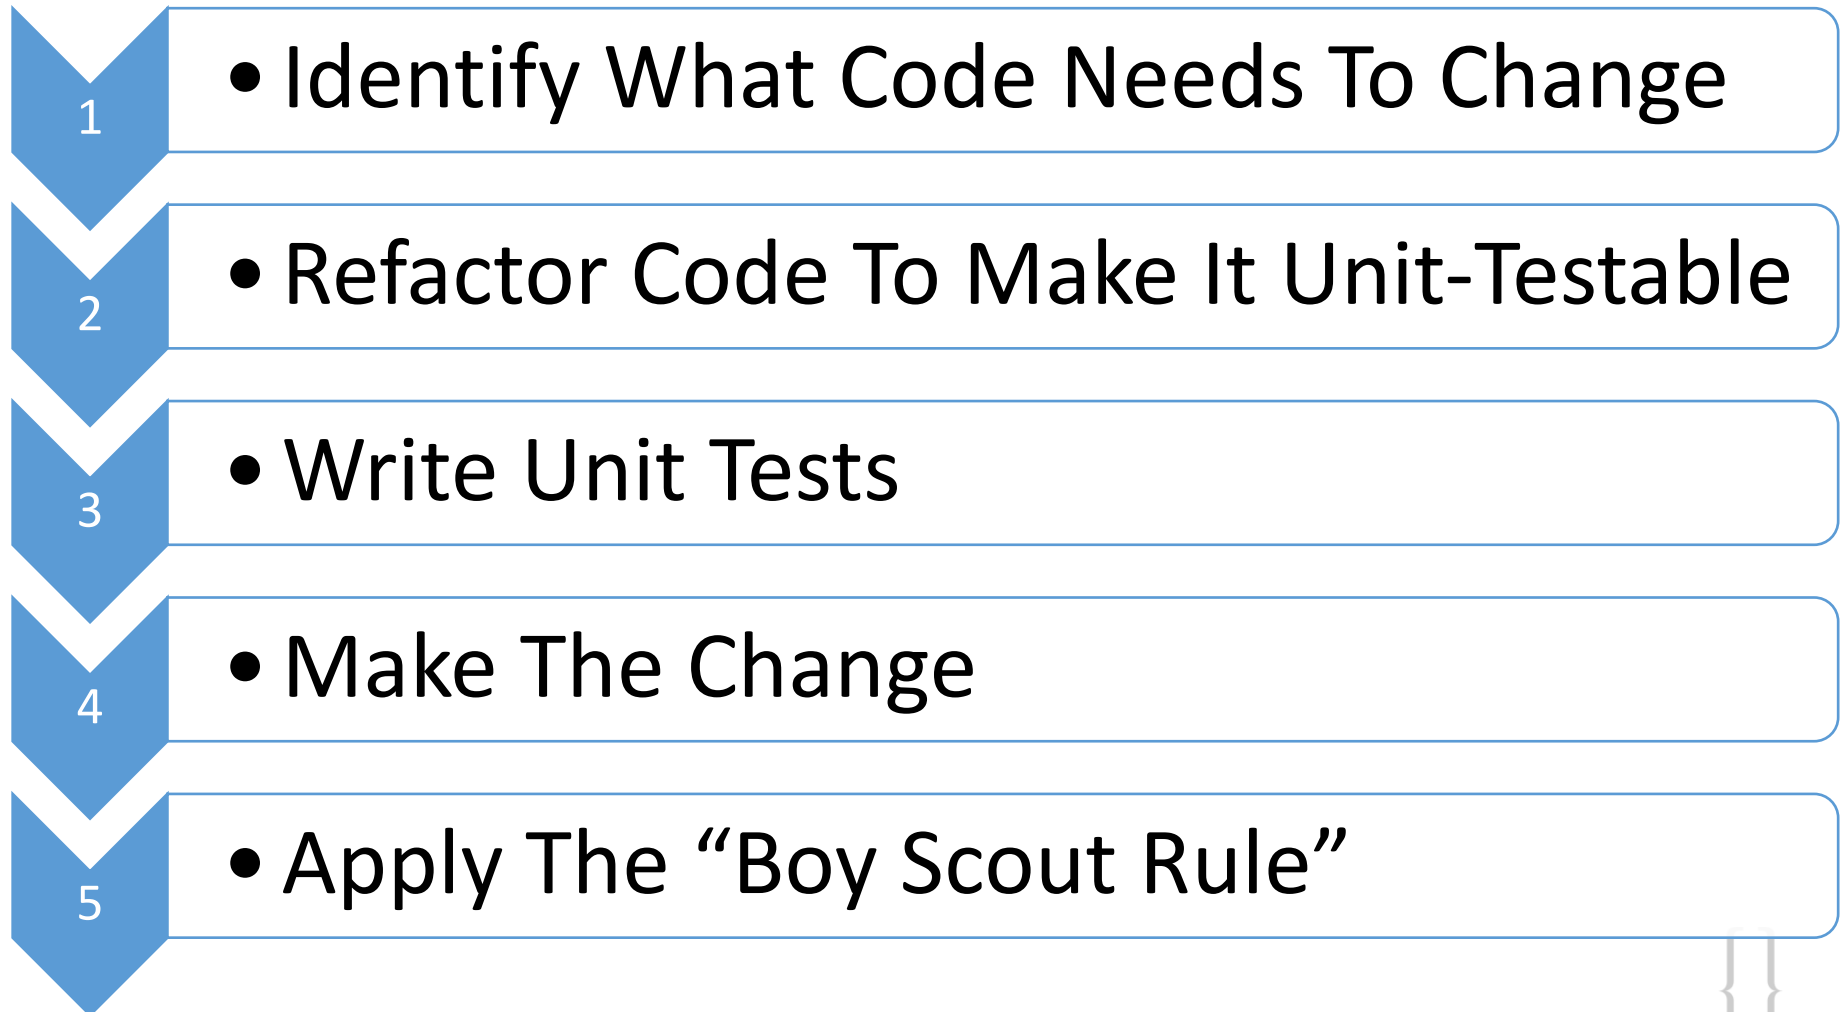 1
• Identify What Code Needs To Change
2
• Refactor Code To Make It Unit-Testable
3
• Write Unit Tests
4
• Make The Change
5
• Apply The “Boy Scout Rule”
{ }